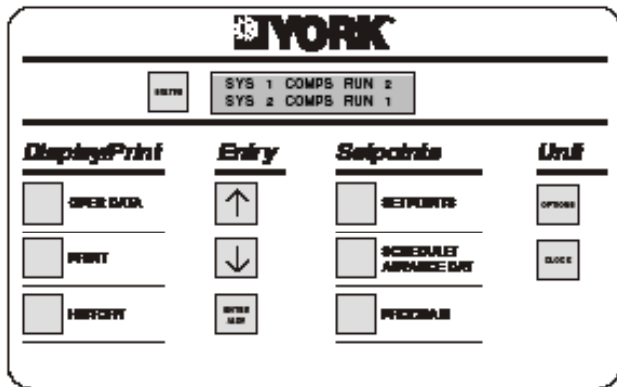 YORK
STATUS
SYS 1 COMPS RUN 2
SYS 2 COMPS RUN 1
Display/Print
Entry
Setpoints
Unit
OPER DATA
SETPOINTS
OPTIONS
PRINT
SCHEDULE/
ADVANCE DAY
CLOCK
HISTORY
ENTER
ADV
PROGRAM